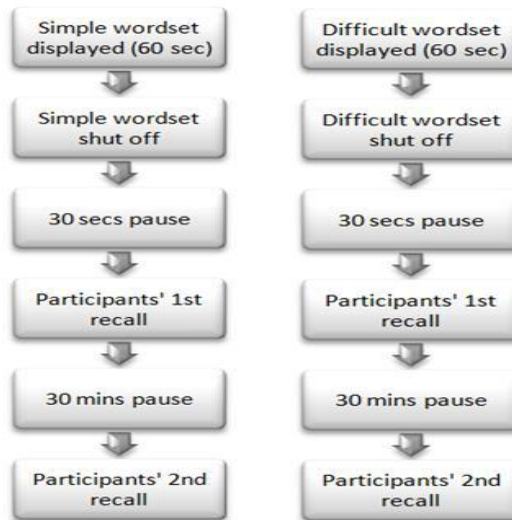 Simple wordset
displayed (60 sec)
Simple wordset
shut off
30 secs pause
Participants' 1st
recall
30 mins pause
Participants' 2nd
recall
Difficult wordset
displayed (60 sec)
Difficult wordset
shut off
30 secs pause
Participants' 1st
recall
30 mins pause
Participants' 2nd
recall